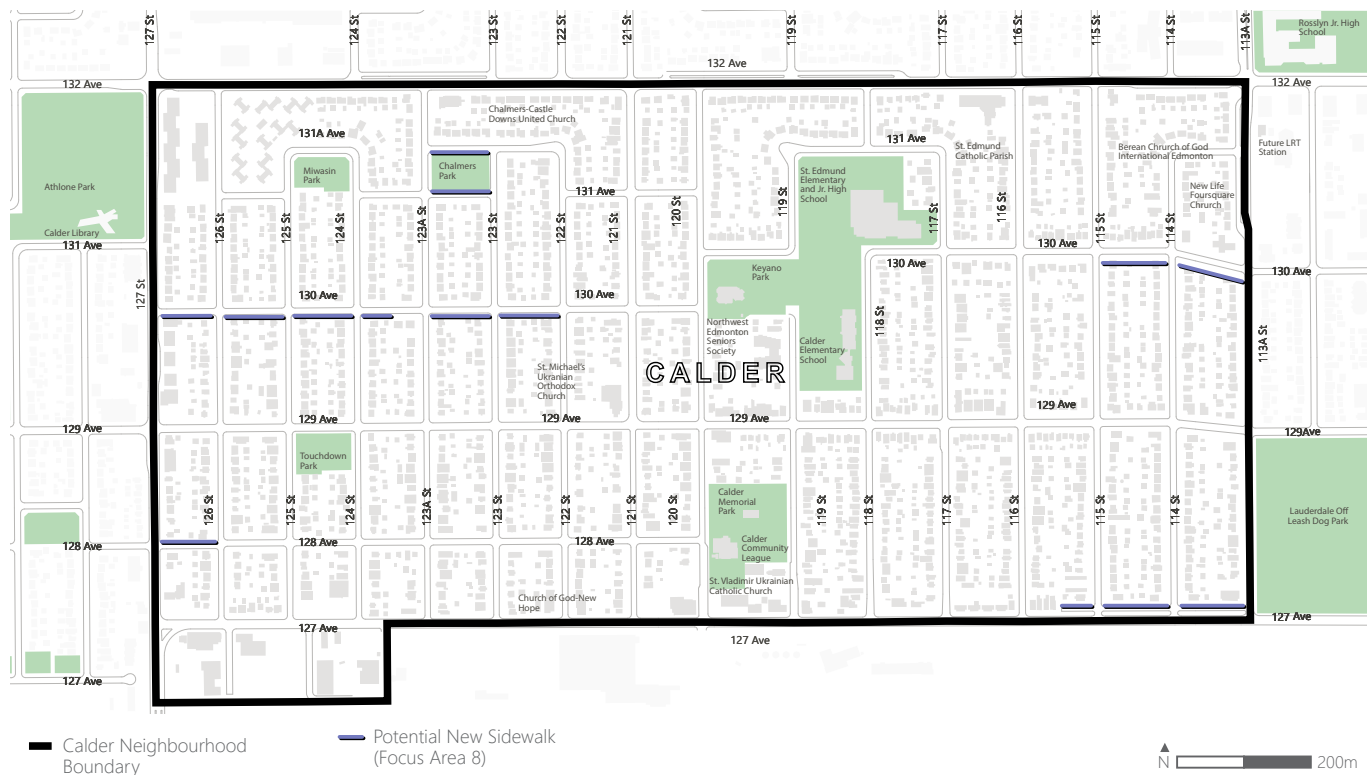 127 St
124 St
123 St
122 St
121 St
119 St
117 St
116 St
115 St
114 St
113A St
Rosslyn Jr. High
School
132 Ave
132 Ave
132 Ave
Chalmers-Castle
Downs United Church
131A Ave
131 Ave
St. Edmund
Catholic Parish
Berean Church of God
International Edmonton
Future LRT
Station
Miwasin
Park
Chalmers
Park
St. Edmund
Elementary
and Jr. High
School
Athlone Park
New Life
Foursquare
Chrurch
131 Ave
126 St
125 St
124 St
123A St
123 St
122 St
121 St
120 St
119 St
117 St
116 St
115 St
114 St
Calder Library
131 Ave
130 Ave
130 Ave
130 Ave
Keyano
Park
127 St
130 Ave
130 Ave
118 St
Northwest
Edmonton
Seniors
Society
Calder
Elementary
School
113A St
St. Michael's
Ukranian
Orthodox
Church
CALDER
129 Ave
129 Ave
129 Ave
129 Ave
129 Ave
129Ave
Touchdown
Park
126 St
125 St
124 St
123A St
123 St
122 St
121 St
120 St
Calder
Memorial
Park
119 St
118 St
117 St
116 St
115 St
114 St
Lauderdale Off
Leash Dog Park
128 Ave
128 Ave
128 Ave
Calder
Community
League
St. Vladimir Ukrainian
Catholic Church
Church of God-New
Hope
127 Ave
127 Ave
127 Ave
127 Ave
Calder Neighbourhood
Boundary
Potential New Sidewalk
(Focus Area 8)
N
200m